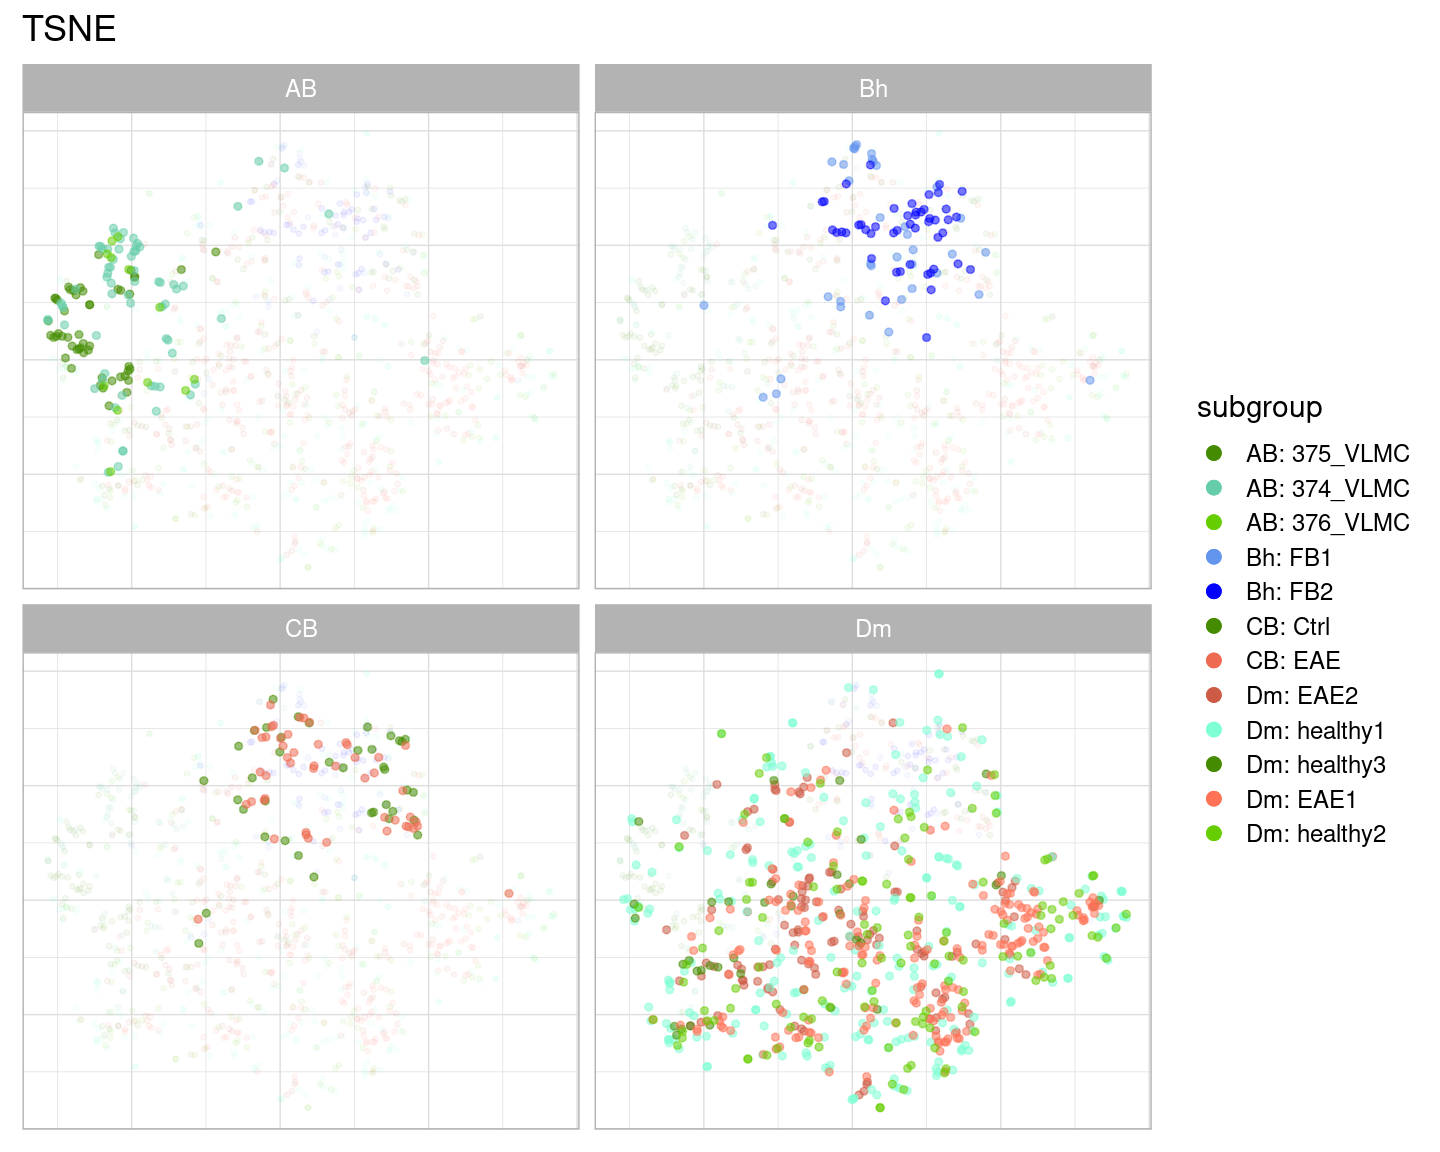 TSNE
AB
Bh
CB
Dm
subgroup
AB: 375_VLMC
AB: 374_VLMC
AB: 376_VLMC
Bh: FB1
Bh: FB2
CB: Ctrl
CB: EAE
Dm: EAE2
Dm: healthy1
Dm: healthy3
Dm: EAE1
Dm: healthy2